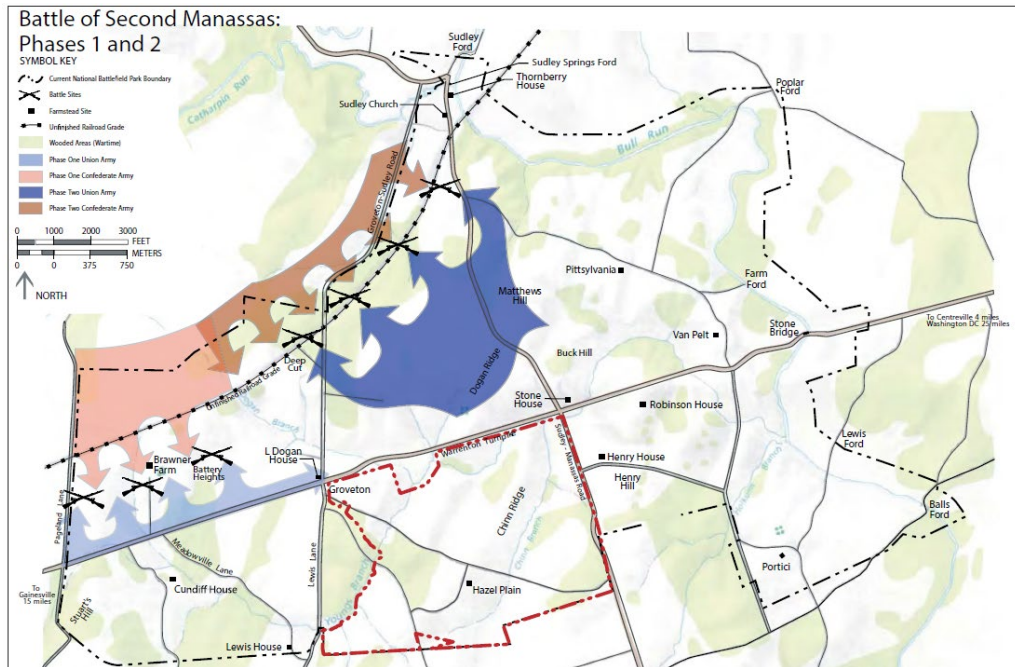 Battle of Second Manassas:
Phases 1 and 2
SYMBOL KEY
Current National Battlefield Park Boundary
Battle Sites
Farmstead Site
Unfinished Railroad Grade
Wooded Areas (Wartime)
Phase One Union Army
Phase One Confederate Army
Phase Two Union Army
Phase Two Confederate Army
1000 0 1000 2000 3000
FEET
METERS
0 0 375 750
NORTH
Sudley
Ford
Sudley Springs Ford
Thornberry
House
Sudley Church
Catharpin Run
Poplar
Ford
Bull Run
Groveton-Sudley Road
Pittsylvania
Matthews
Hill
Farm
Ford
To Centreville 4 miles
Washington DC 25 miles
Stone
Bridge
Van Pelt
Buck Hill
Deep
Cut
Dogan Ridge
Unfinished Railroad Grade
Branch
Stone
House
Robinson House
Warrenton Turnpike
Sudley - Manassas Road
Lewis
Ford
L Dogan
House
Brawner
Farm
Battery
Heights
Henry House
Henry
Hill
Groveton
Chinn Ridge
Pageland Lane
Branch
Balls
Ford
Meadowville Lane
Lewis Lane
Youngs Branch
Chinn Branch
Portici
To
Gainesville
15 miles
Cundiff House
Hazel Plain
Stuart's
Hill
Lewis House